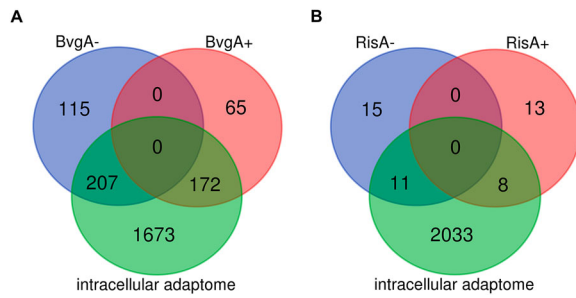 A
BvgA-
BvgA+
115
0
65
0
207
172
1673
intracellular adaptome
B
RisA-
RisA+
15
0
13
0
11
8
2033
intracellular adaptome